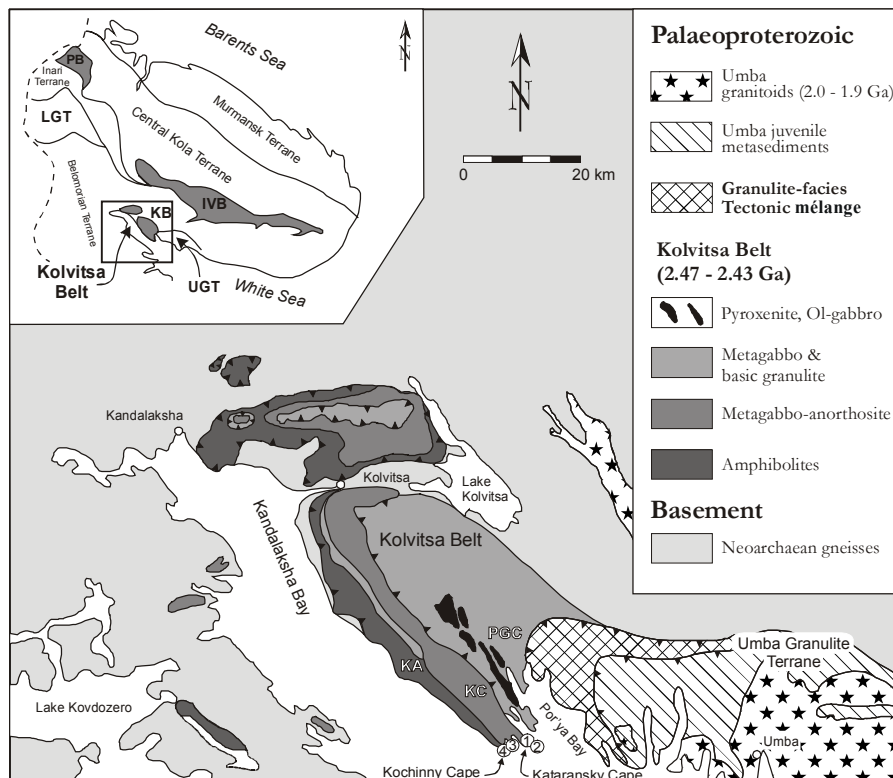 Barents Sea
N
PB
Inari
Terrane
LGT
Central Kola Terrane
Murmansk Terrane
Belomorian Terrane
KB
IVB
Kolvitsa
Belt
UGT
White Sea
N
0 20 km
Kandalaksha
Kolvitsa
Lake
Kolvitsa
Kandalaksha Bay
Kolvitsa Belt
PGC
KA
KC
Umba Granulite
Terrane
Lake Kovdozero
Por'ya Bay
Umba
4 3 1 2
Kochinny Cape
Kataransky Cape
Palaeoproterozoic
Umba
granitoids (2.0 - 1.9 Ga)
Umba juvenile
metasediments
Granulite-facies
Tectonic mélange
Kolvitsa Belt
(2.47 - 2.43 Ga)
Pyroxenite, Ol-gabbro
Metagabbo &
basic granulite
Metagabbo-anorthosite
Amphibolites
Basement
Neoarchaean gneisses